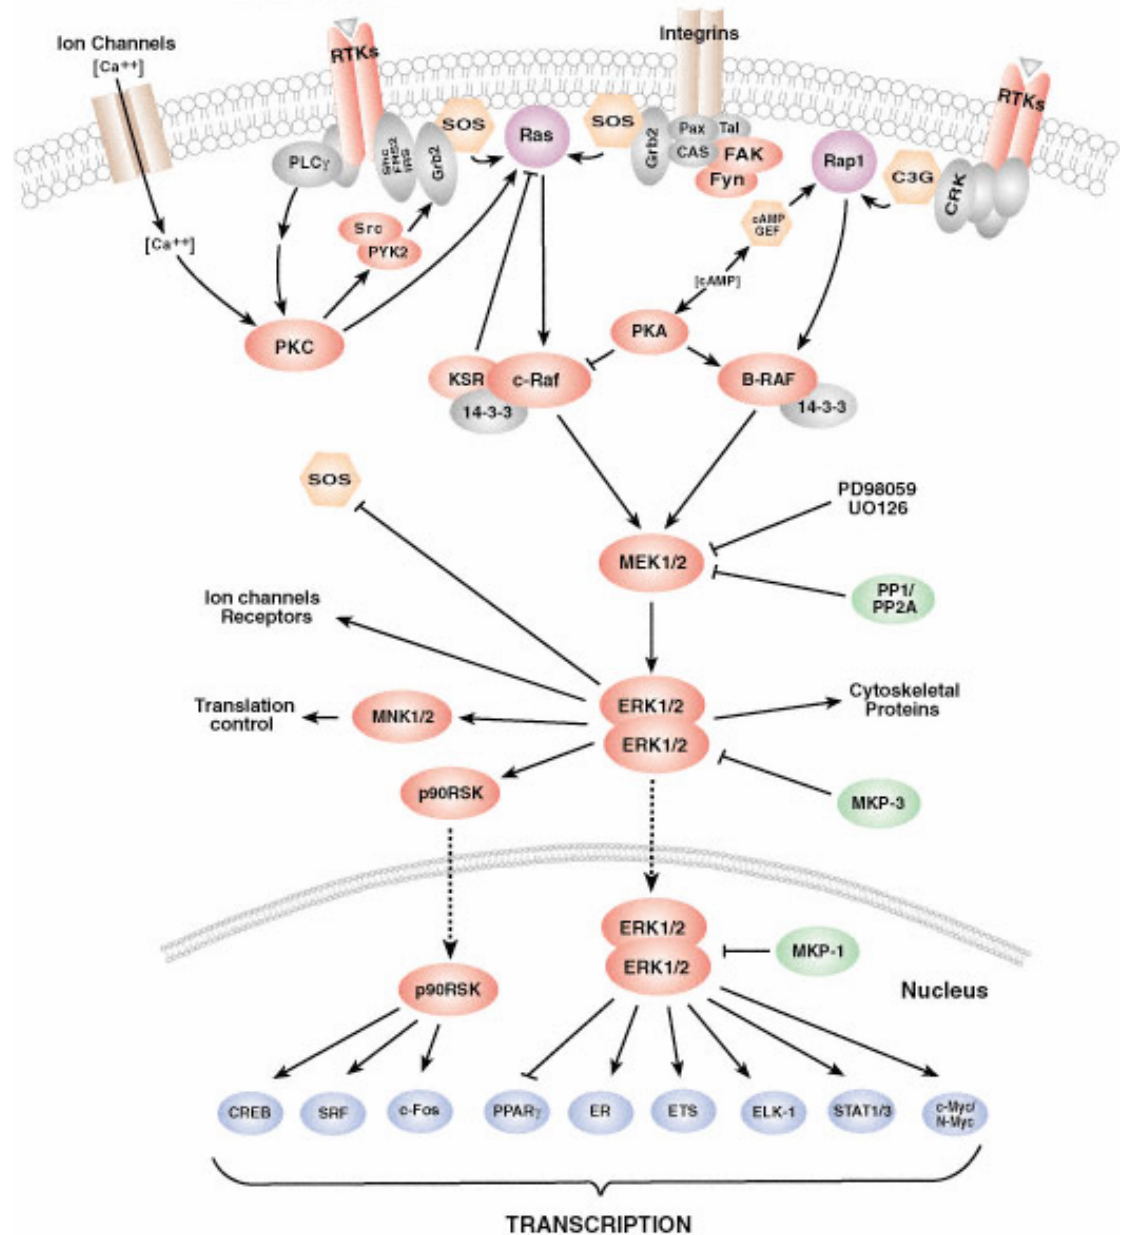 Ion Channels
[Ca++]
RTKs
Integrins
RTKs
SOS
Ras
SOS
PLCγ
Shc
FRS2
IRS
Grb2
Grb2
Pax
Tal
CAS
FAK
Fyn
Rap1
C3G
CRK
cAMP
GEF
Src
PYK2
[Ca++]
[cAMP]
PKC
PKA
KSR
c-Raf
14-3-3
B-RAF
14-3-3
SOS
PD98059
UO126
MEK1/2
PP1/
PP2A
Ion channels
Receptors
ERK1/2
ERK1/2
Cytoskeletal
Proteins
Translation
control
MNK1/2
p90RSK
MKP-3
ERK1/2
ERK1/2
MKP-1
p90RSK
Nucleus
CREB
SRF
c-Fos
PPARγ
ER
ETS
ELK-1
STAT1/3
c-Myc/
N-Myc
TRANSCRIPTION